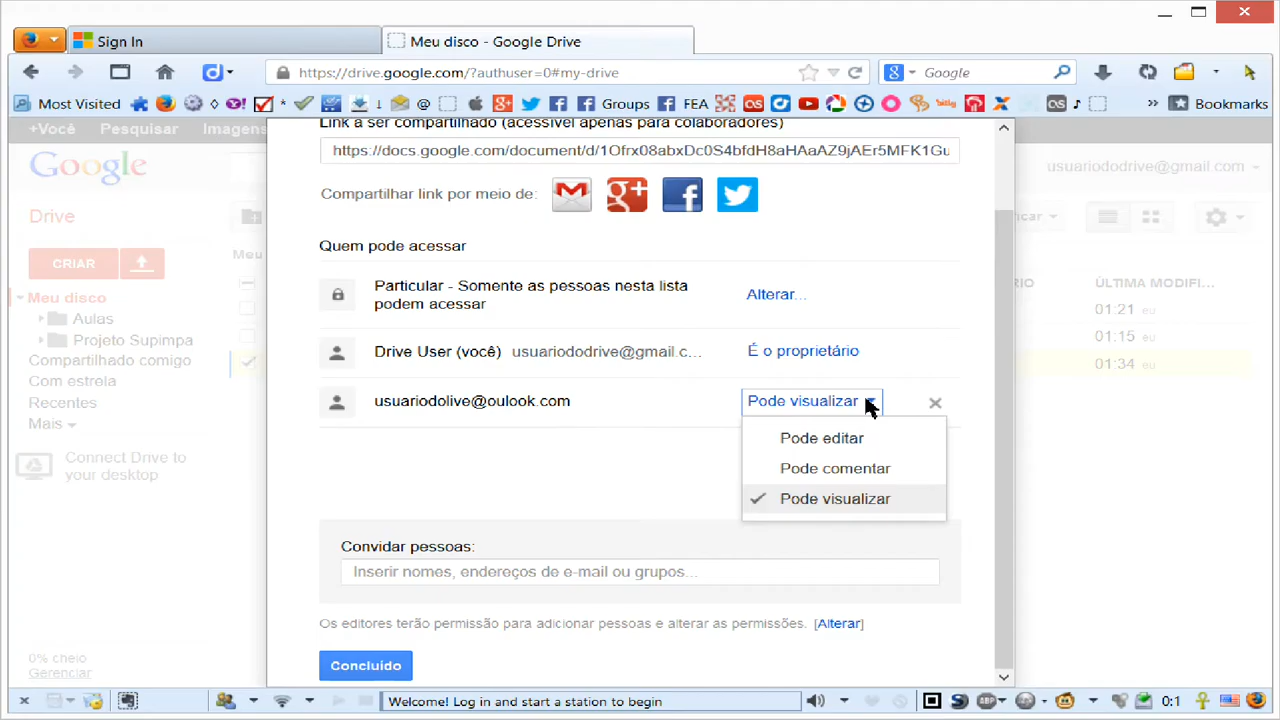 Sign In
Meu disco - Google Drive
https://drive.google.com/?authuser=0#my-drive
Google
Most Visited
Groups
FEA
bitly
Bookmarks
+Você Pesquisar Imagens
Link a ser compartilhado (acessível apenas para colaboradores)
https://docs.google.com/document/d/1Ofrx08abxDc0S4bfdH8aHAaAZ9jAEr5MFK1Gu
Google
usuariododrive@gmail.com
Compartilhar link por meio de:
Drive
Quem pode acessar
Meu
CRIAR
Particular - Somente as pessoas nesta lista
podem acessar
Alterar...
ÚLTIMA MODIFI...
Meu disco
01:21 eu
Aulas
01:15 eu
Projeto Supimpa
Drive User (você) usuariododrive@gmail.c...
É o proprietário
Compartilhado comigo
01:34 eu
Com estrela
Recentes
usuariodolive@oulook.com
Pode visualizar
Mais
Pode editar
Connect Drive to
your desktop
Pode comentar
Pode visualizar
Convidar pessoas:
Inserir nomes, endereços de e-mail ou grupos...
Os editores terão permissão para adicionar pessoas e alterar as permissões. [Alterar]
0% cheio
Gerenciar
Concluído
Welcome! Log in and start a station to begin
ABP
0:1